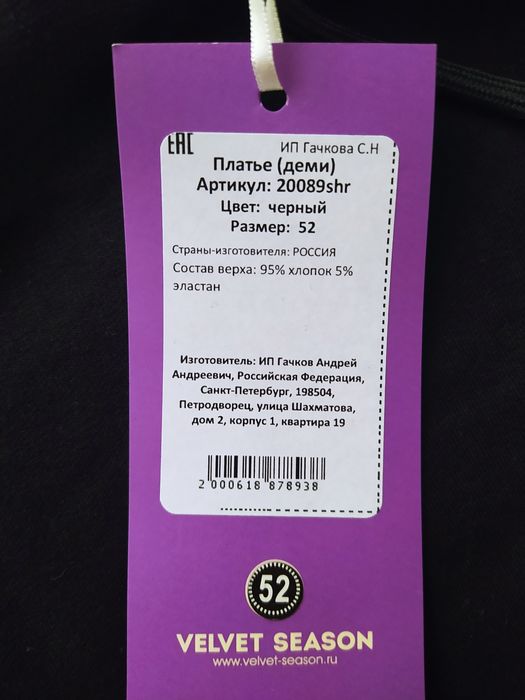 EAC
ИП Гачкова С.Н
Платье (деми)
Артикул: 20089shr
Цвет: черный
Размер: 52
Страны-изготовителя: РОССИЯ
Состав верха: 95% хлопок 5%
эластан
Изготовитель: ИП Гачков Андрей
Андреевич, Российская Федерация,
Санкт-Петербург, 198504,
Петродворец, улица Шахматова,
дом 2, корпус 1, квартира 19
2 000618 878938
52
VELVET SEASON
www.velvet-season.ru